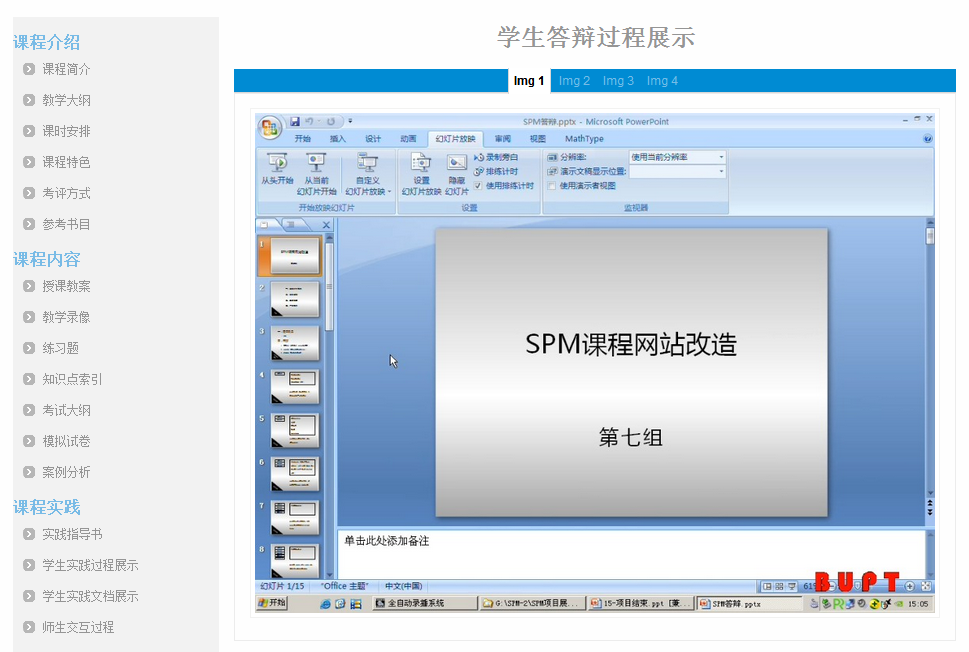 课程介绍
课程简介
教学大纲
课时安排
课程特色
考评方式
参考书目
课程内容
授课教案
教学录像
练习题
知识点索引
考试大纲
模拟试卷
案例分析
课程实践
实践指导书
学生实践过程展示
学生实践文档展示
师生交互过程
学生答辩过程展示
Img 1 Img 2 Img 3 Img 4
SPM答辩.pptx - Microsoft PowerPoint
开始 插入 设计 动画 幻灯片放映 审阅 视图 MathType
从头开始 从当前幻灯片开始 自定义幻灯片放映
设置幻灯片放映 隐藏幻灯片
录制旁白
排练计时
使用排练计时
分辨率: 使用当前分辨率
演示文稿显示位置:
使用演示者视图
开始放映幻灯片 设置 监视器
1
2
3
4
5
6
7
8
SPM课程网站改造
第七组
单击此处添加备注
幻灯片 1/15 "Office 主题" 中文(中国)
BUPT
开始 全自动录播系统 G:\SPM-2\SPM项目展... 15-项目结束.ppt [兼... SPM答辩.pptx 15:05